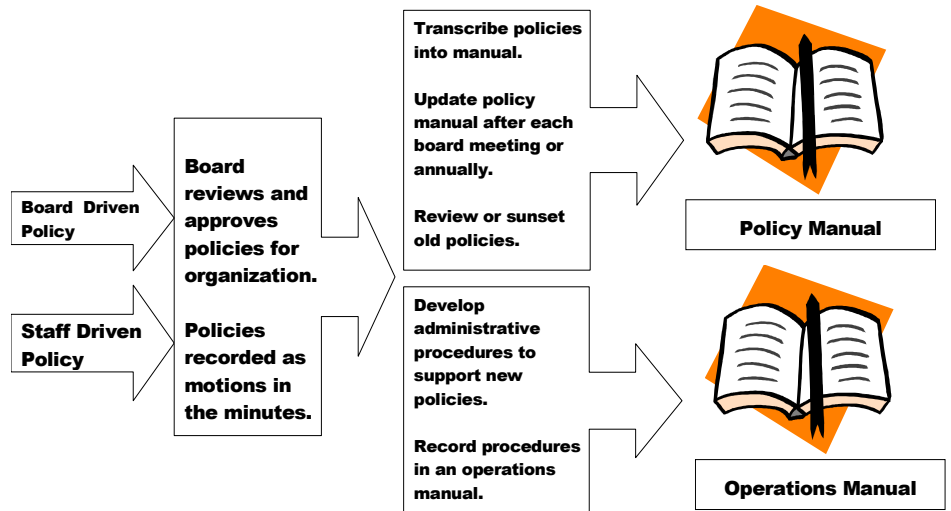 Board Driven
Policy
Staff Driven
Policy
Board
reviews and
approves
policies for
organization.
Policies
recorded as
motions in
the minutes.
Transcribe policies
into manual.
Update policy
manual after each
board meeting or
annually.
Review or sunset
old policies.
Policy Manual
Develop
administrative
procedures to
support new
policies.
Record procedures
in an operations
manual.
Operations Manual